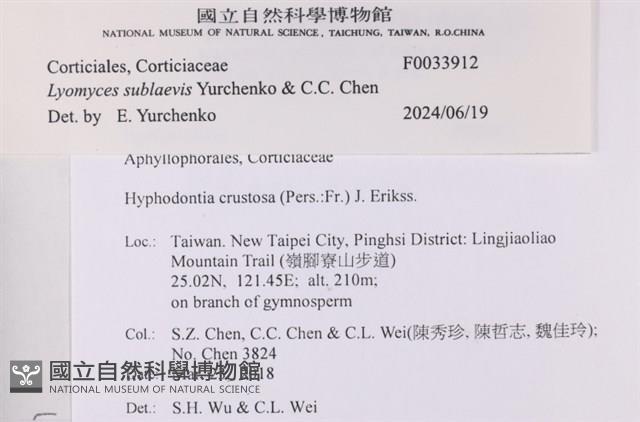 國立自然科學博物館
NATIONAL MUSEUM OF NATURAL SCIENCE, TAICHUNG, TAIWAN, R.O.CHINA
Corticiales, Corticiaceae F0033912
Lyomyces sublaevis Yurchenko & C.C. Chen
Det. by E. Yurchenko 2024/06/19
Aphyllophorales, Corticiaceae
Hyphodontia crustosa (Pers.:Fr.) J. Erikss.
Loc.: Taiwan. New Taipei City, Pinghsi District: Lingjiaoliao
Mountain Trail (嶺腳寮山步道)
25.02N, 121.45E; alt. 210m;
on branch of gymnosperm
Col.: S.Z. Chen, C.C. Chen & C.L. Wei(陳秀珍, 陳哲志, 魏佳玲);
No. Chen 3824
國立自然科學博物館
NATIONAL MUSEUM OF NATURAL SCIENCE
Det.: S.H. Wu & C.L. Wei